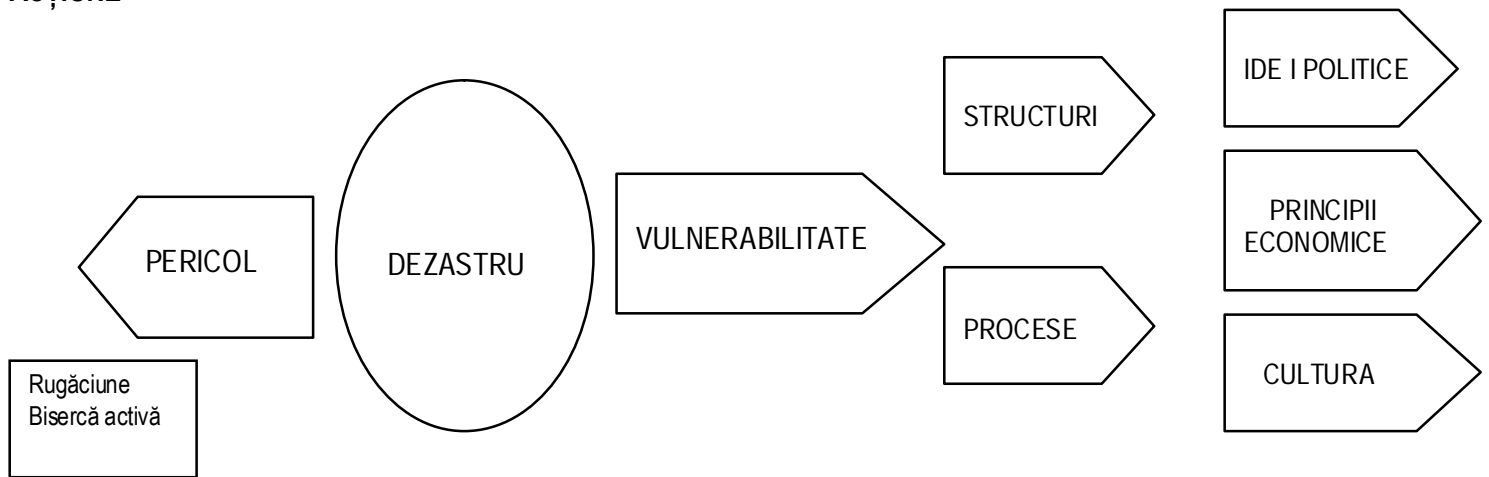 IDE I POLITICE
STRUCTURI
PRINCIPII
ECONOMICE
VULNERABILITATE
PERICOL
DEZASTRU
PROCESE
CULTURA
Rugăciune
Bisercă activă